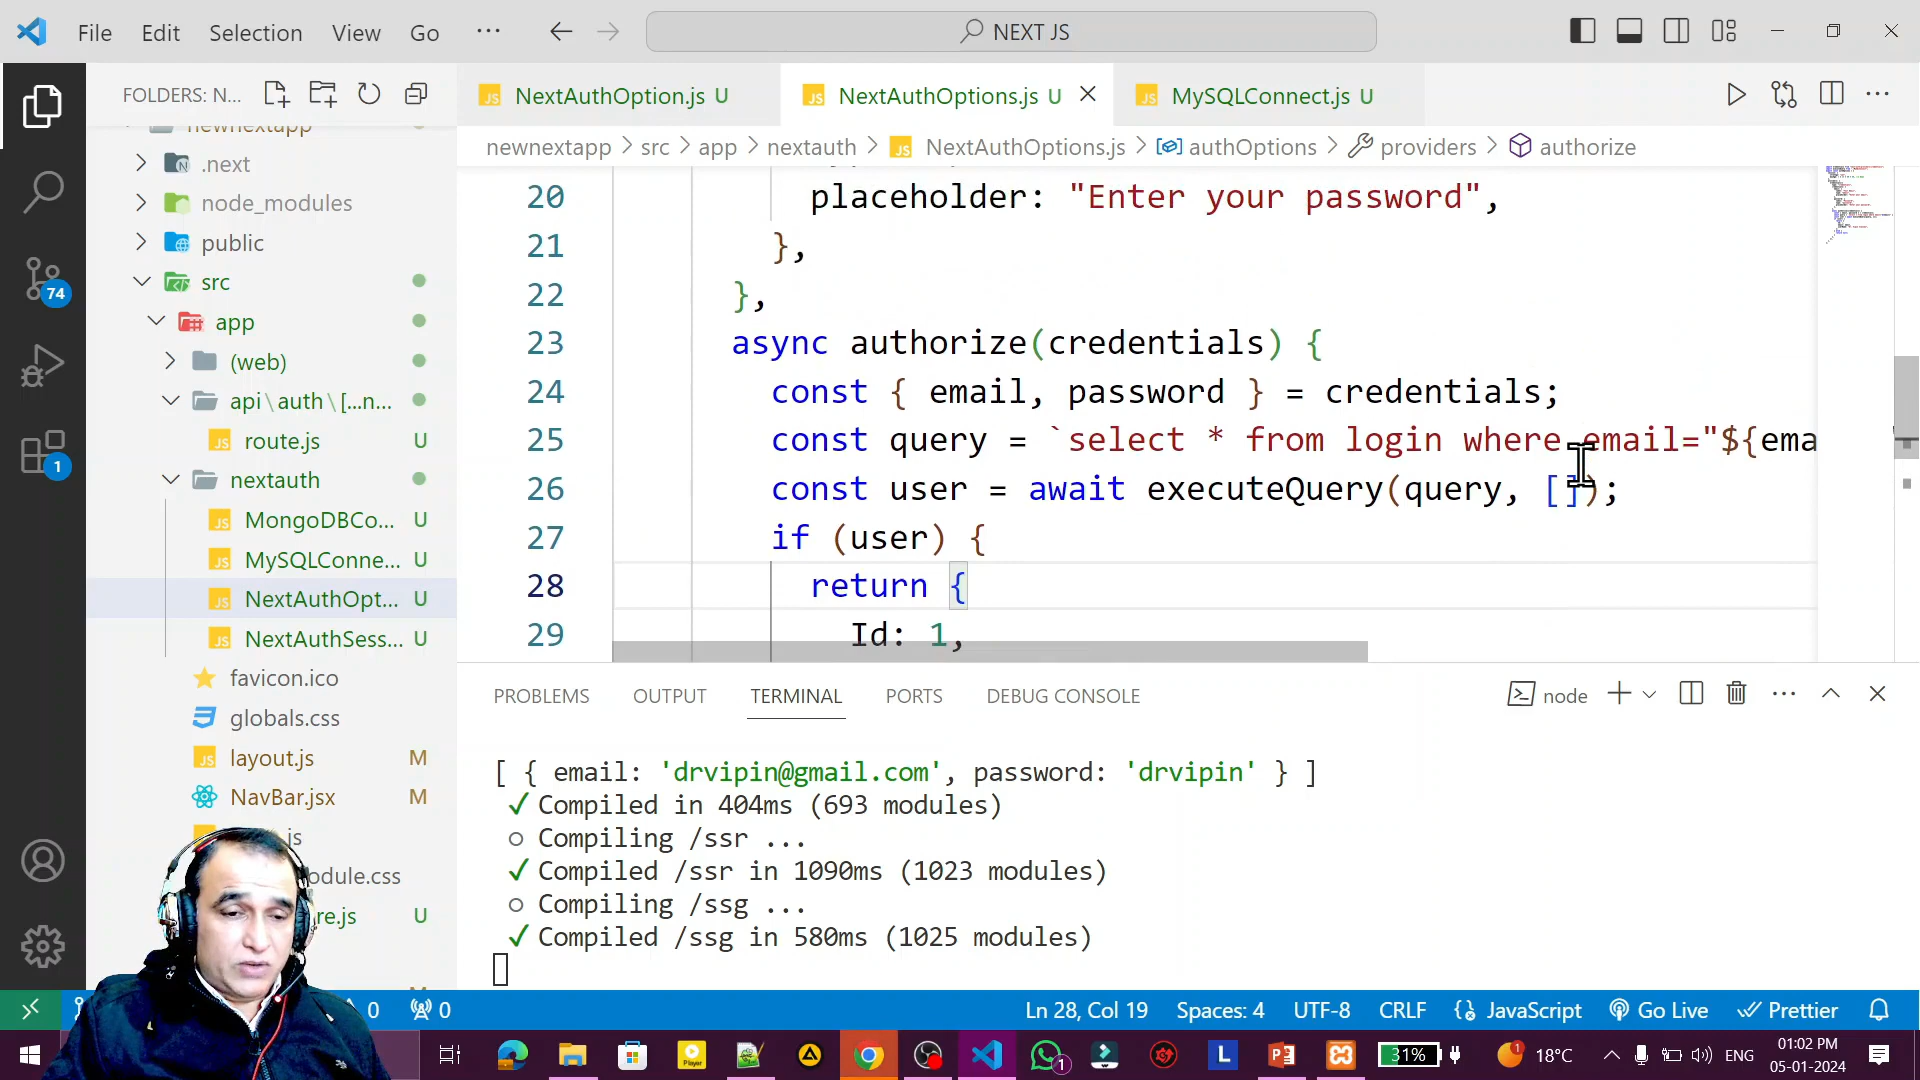 File Edit Selection View Go ··· NEXT JS
FOLDERS: N...
NextAuthOption.js U
NextAuthOptions.js U
MySQLConnect.js U
newnextapp > src > app > nextauth > NextAuthOptions.js > authOptions > providers > authorize
newnextapp
.next
node_modules
public
src
app
(web)
api\auth\[...n...
route.js U
nextauth
MongoDBCo... U
MySQLConne... U
NextAuthOpt... U
NextAuthSess... U
favicon.ico
globals.css
layout.js M
NavBar.jsx M
odule.css
re.js U
74
1
20 placeholder: "Enter your password",
21 },
22 },
23 async authorize(credentials) {
24 const { email, password } = credentials;
25 const query = `select * from login where email="${ema
26 const user = await executeQuery(query, []);
27 if (user) {
28 return {
29 Id: 1,
PROBLEMS OUTPUT TERMINAL PORTS DEBUG CONSOLE
node
[ { email: 'drvipin@gmail.com', password: 'drvipin' } ]
✓ Compiled in 404ms (693 modules)
○ Compiling /ssr ...
✓ Compiled /ssr in 1090ms (1023 modules)
○ Compiling /ssg ...
✓ Compiled /ssg in 580ms (1025 modules)
0 0 Ln 28, Col 19 Spaces: 4 UTF-8 CRLF JavaScript Go Live Prettier
31% 18°C ENG
01:02 PM
05-01-2024